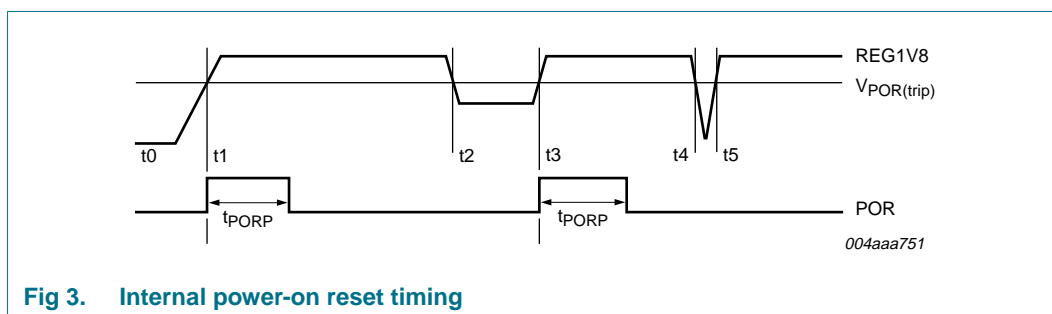 REG1V8
VPOR(trip)
t0 t1 t2 t3 t4 t5
tPORP tPORP
POR
004aaa751
Fig 3. Internal power-on reset timing